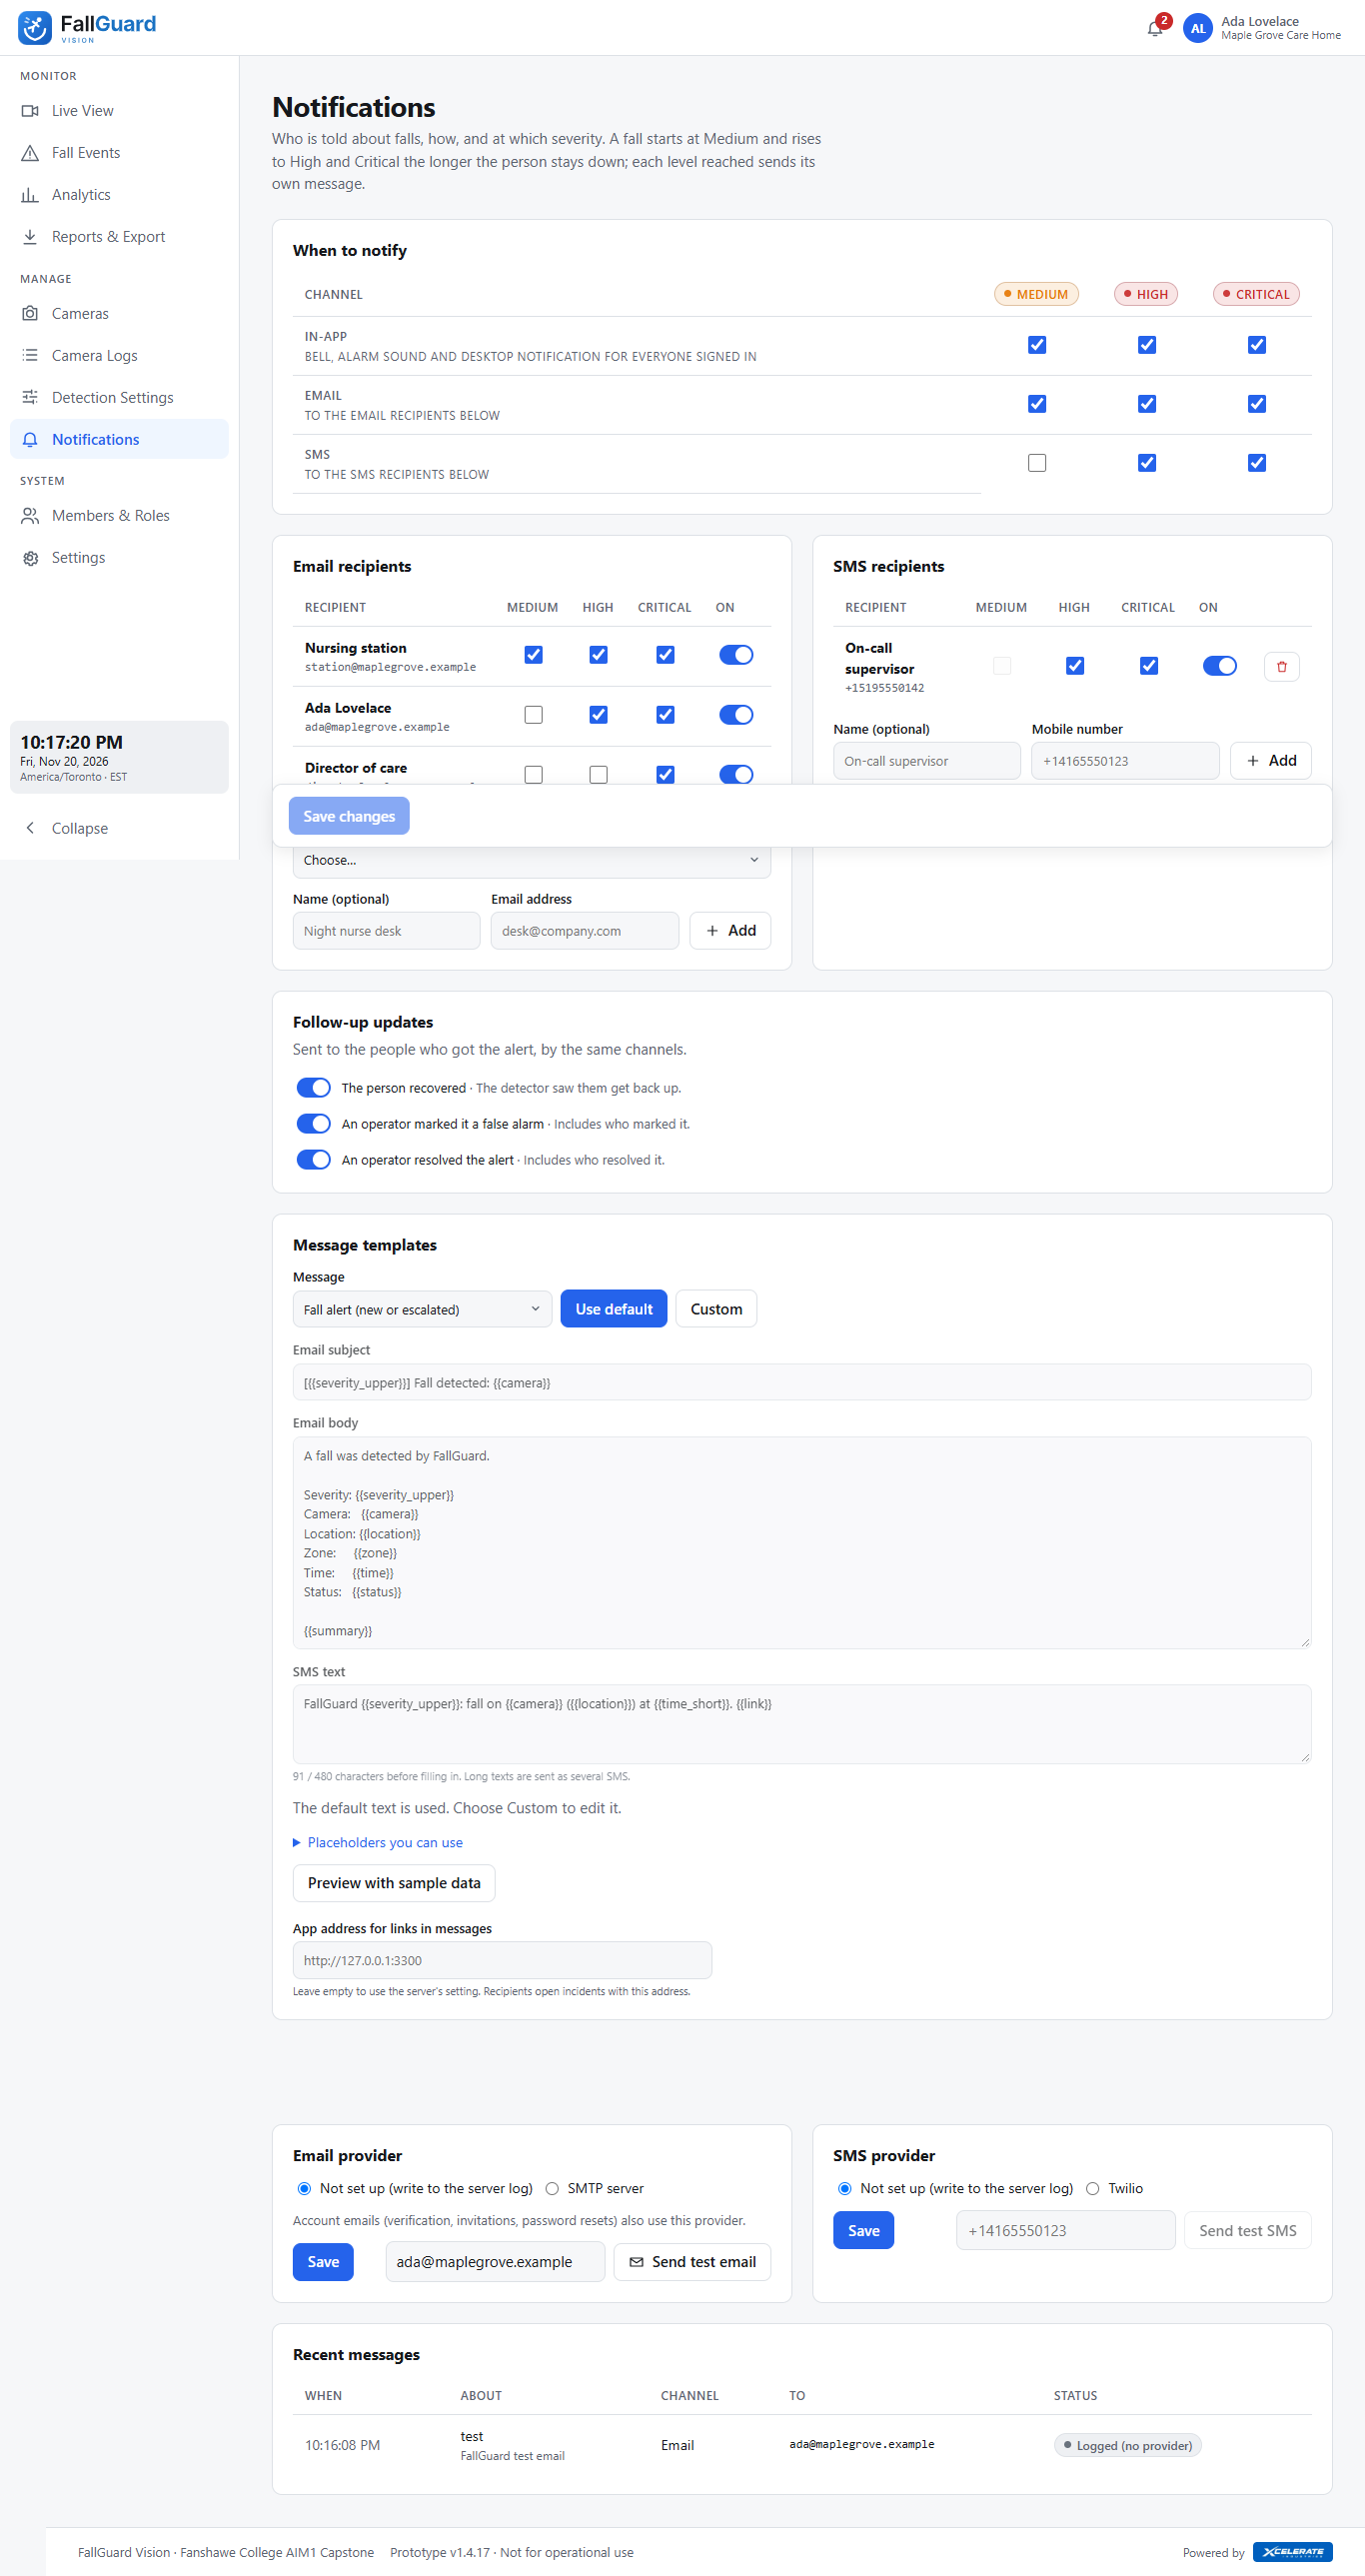 FallGuard
VISION
2
AL
Ada Lovelace
Maple Grove Care Home
MONITOR
Live View
Fall Events
Analytics
Reports & Export
MANAGE
Cameras
Camera Logs
Detection Settings
Notifications
SYSTEM
Members & Roles
Settings
10:17:20 PM
Fri, Nov 20, 2026
America/Toronto · EST
Collapse
Notifications
Who is told about falls, how, and at which severity. A fall starts at Medium and rises
to High and Critical the longer the person stays down; each level reached sends its
own message.
When to notify
CHANNEL MEDIUM HIGH CRITICAL
IN-APP
BELL, ALARM SOUND AND DESKTOP NOTIFICATION FOR EVERYONE SIGNED IN
EMAIL
TO THE EMAIL RECIPIENTS BELOW
SMS
TO THE SMS RECIPIENTS BELOW
Email recipients
RECIPIENT MEDIUM HIGH CRITICAL ON
Nursing station
station@maplegrove.example
Ada Lovelace
ada@maplegrove.example
Director of care
Choose...
Name (optional) Email address
Night nurse desk desk@company.com Add
SMS recipients
RECIPIENT MEDIUM HIGH CRITICAL ON
On-call
supervisor
+15195550142
Name (optional) Mobile number
On-call supervisor +14165550123 Add
Save changes
Follow-up updates
Sent to the people who got the alert, by the same channels.
The person recovered · The detector saw them get back up.
An operator marked it a false alarm · Includes who marked it.
An operator resolved the alert · Includes who resolved it.
Message templates
Message
Fall alert (new or escalated) Use default Custom
Email subject
[{{severity_upper}}] Fall detected: {{camera}}
Email body
A fall was detected by FallGuard.
Severity: {{severity_upper}}
Camera: {{camera}}
Location: {{location}}
Zone: {{zone}}
Time: {{time}}
Status: {{status}}
{{summary}}
SMS text
FallGuard {{severity_upper}}: fall on {{camera}} ({{location}}) at {{time_short}}. {{link}}
91 / 480 characters before filling in. Long texts are sent as several SMS.
The default text is used. Choose Custom to edit it.
Placeholders you can use
Preview with sample data
App address for links in messages
http://127.0.0.1:3300
Leave empty to use the server's setting. Recipients open incidents with this address.
Email provider
Not set up (write to the server log) SMTP server
Account emails (verification, invitations, password resets) also use this provider.
Save ada@maplegrove.example Send test email
SMS provider
Not set up (write to the server log) Twilio
Save +14165550123 Send test SMS
Recent messages
WHEN ABOUT CHANNEL TO STATUS
10:16:08 PM test Email ada@maplegrove.example Logged (no provider)
FallGuard test email
FallGuard Vision · Fanshawe College AIM1 Capstone Prototype v1.4.17 · Not for operational use
Powered by XCELERATE